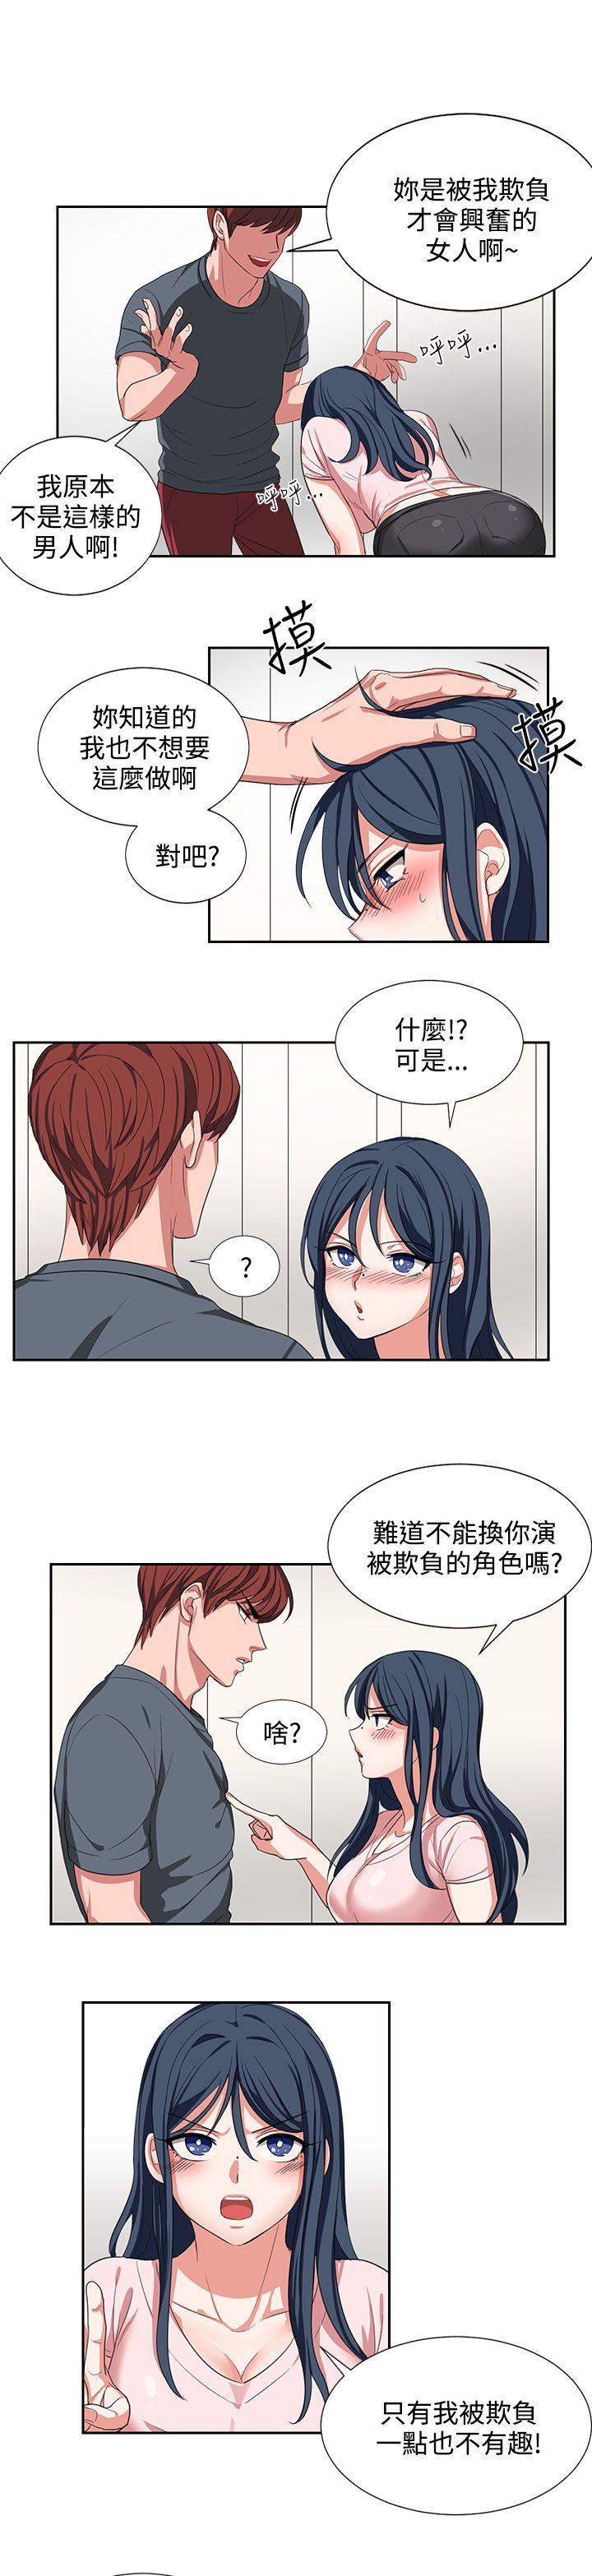 妳是被我欺負
才會興奮的
女人啊~
呼呼...
我原本
不是這樣的
男人啊!
呼呼...
摸
妳知道的
我也不想要
這麼做啊
摸
對吧?
什麼!?
可是...
?
難道不能換你演
被欺負的角色嗎?
啥?
只有我被欺負
一點也不有趣!